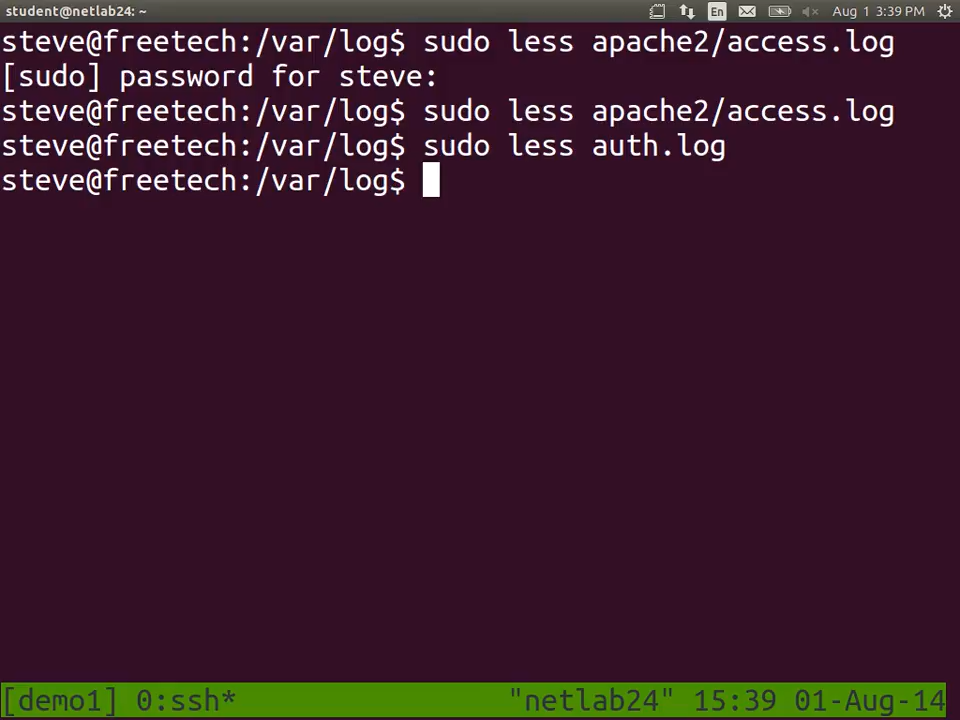 student@netlab24: ~ En Aug 1 3:39 PM
steve@freetech:/var/log$ sudo less apache2/access.log
[sudo] password for steve:
steve@freetech:/var/log$ sudo less apache2/access.log
steve@freetech:/var/log$ sudo less auth.log
steve@freetech:/var/log$
[demo1] 0:ssh* "netlab24" 15:39 01-Aug-14